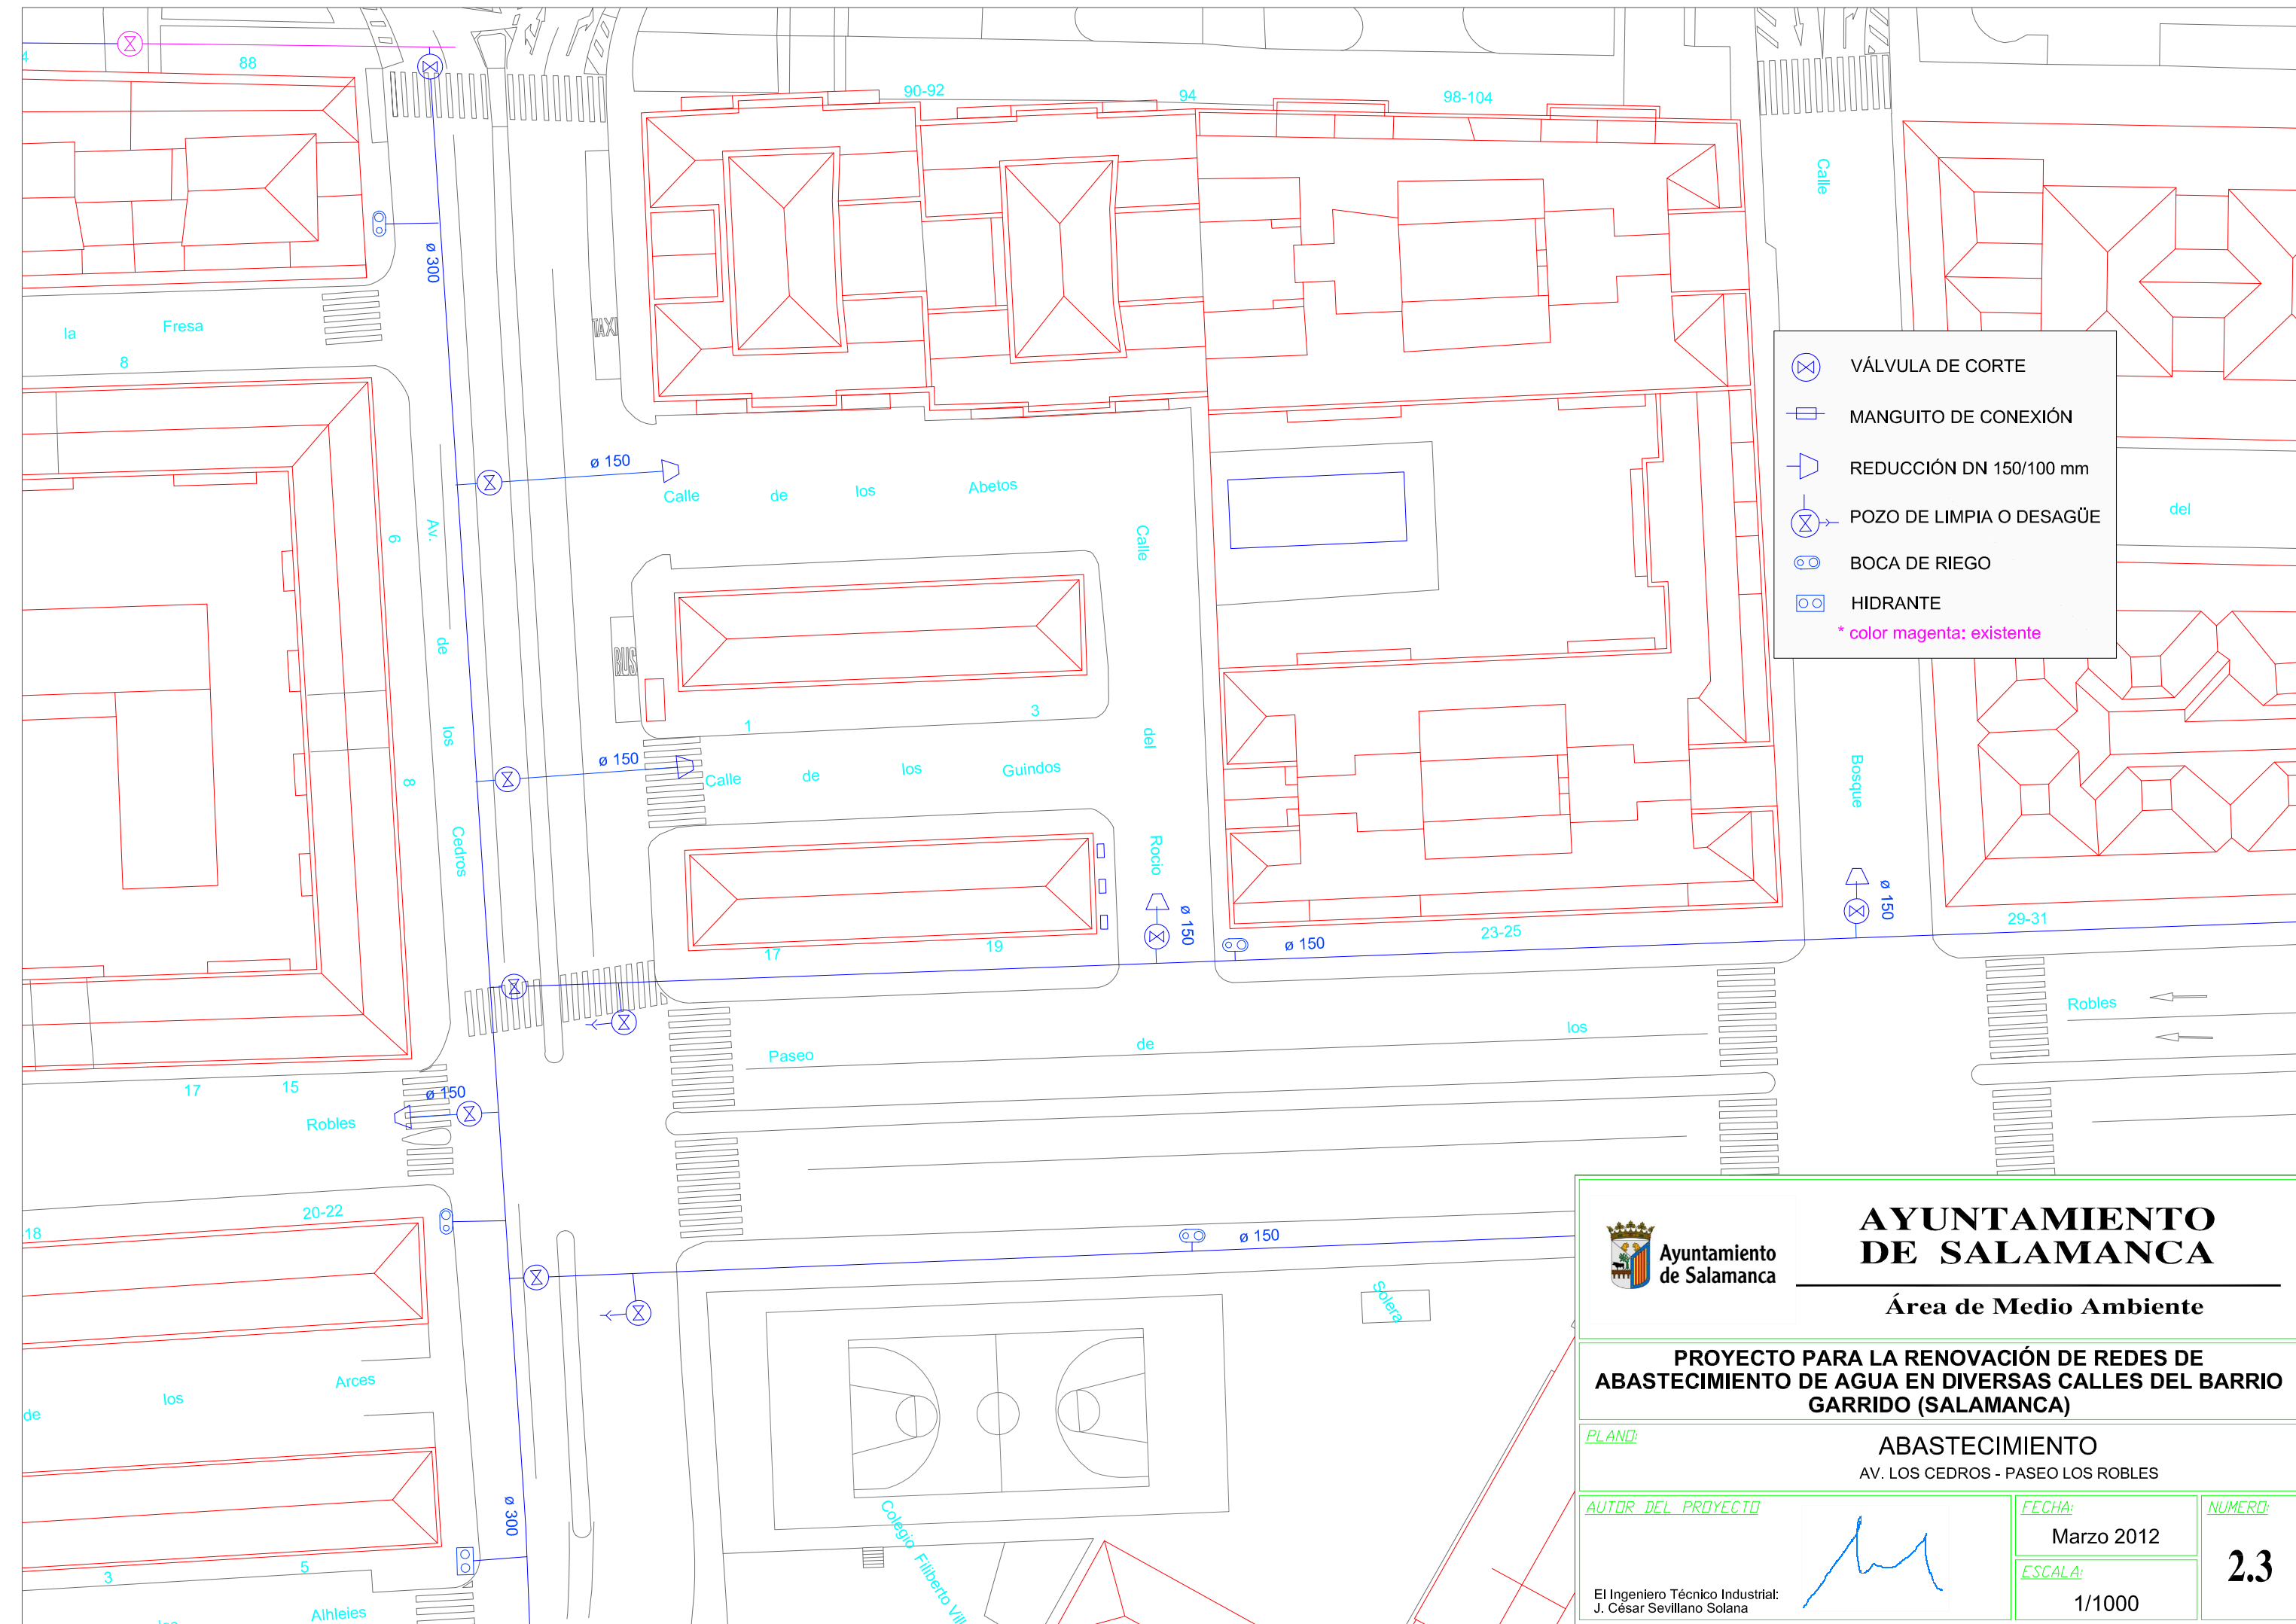 4
88
90-92
94
98-104
Calle
ø 300
la
Fresa
8
TAXI
VÁLVULA DE CORTE
MANGUITO DE CONEXIÓN
REDUCCIÓN DN 150/100 mm
POZO DE LIMPIA O DESAGÜE
BOCA DE RIEGO
HIDRANTE
* color magenta: existente
ø 150
Calle de los Abetos
del
6
Av. de los Cedros
Calle del Rocio
BUS
1
3
ø 150
Calle de los Guindos
8
Bosque
ø 150
ø 150
17
19
ø 150
23-25
29-31
Robles
Paseo de los
17
15
ø 150
Robles
18
20-22
ø 150
Solera
de los Arces
ø 300
3
5
Alhleies
Colegio Filiberto
Ayuntamiento
de Salamanca
AYUNTAMIENTO
DE SALAMANCA
Área de Medio Ambiente
PROYECTO PARA LA RENOVACIÓN DE REDES DE
ABASTECIMIENTO DE AGUA EN DIVERSAS CALLES DEL BARRIO
GARRIDO (SALAMANCA)
PLANO:
ABASTECIMIENTO
AV. LOS CEDROS - PASEO LOS ROBLES
AUTOR DEL PROYECTO
El Ingeniero Técnico Industrial:
J. César Sevillano Solana
FECHA:
Marzo 2012
ESCALA:
1/1000
NUMERO:
2.3